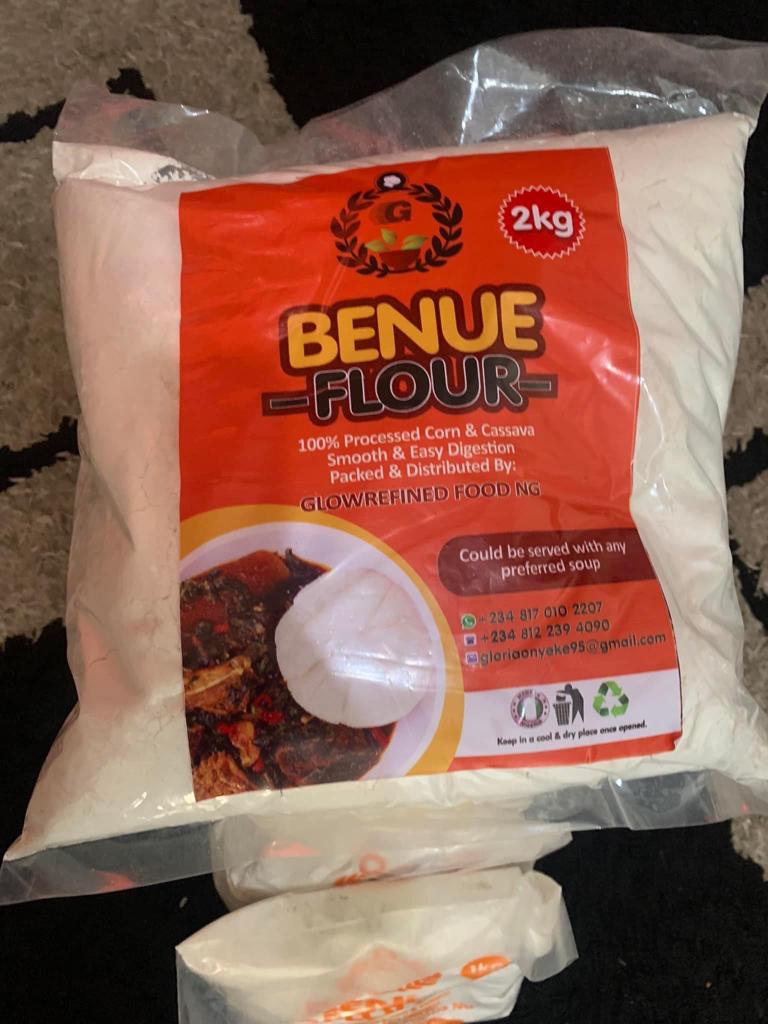 G
2kg
BENUE
FLOUR
100% Processed Corn & Cassava
Smooth & Easy Digestion
Packed & Distributed By:
GLOWREFINED FOOD NG
Could be served with any
preferred soup
+234 817 010 2207
+234 812 239 4090
gloriaonyeke95@gmail.com
Keep in a cool & dry place once opened.